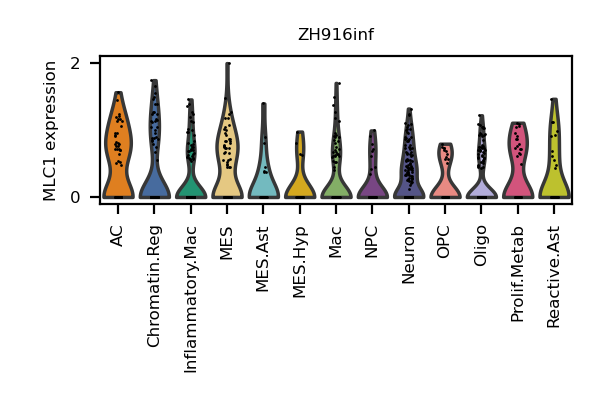 ZH916inf
MLC1 expression
2
0
AC
Chromatin.Reg
Inflammatory.Mac
MES
MES.Ast
MES.Hyp
Mac
NPC
Neuron
OPC
Oligo
Prolif.Metab
Reactive.Ast